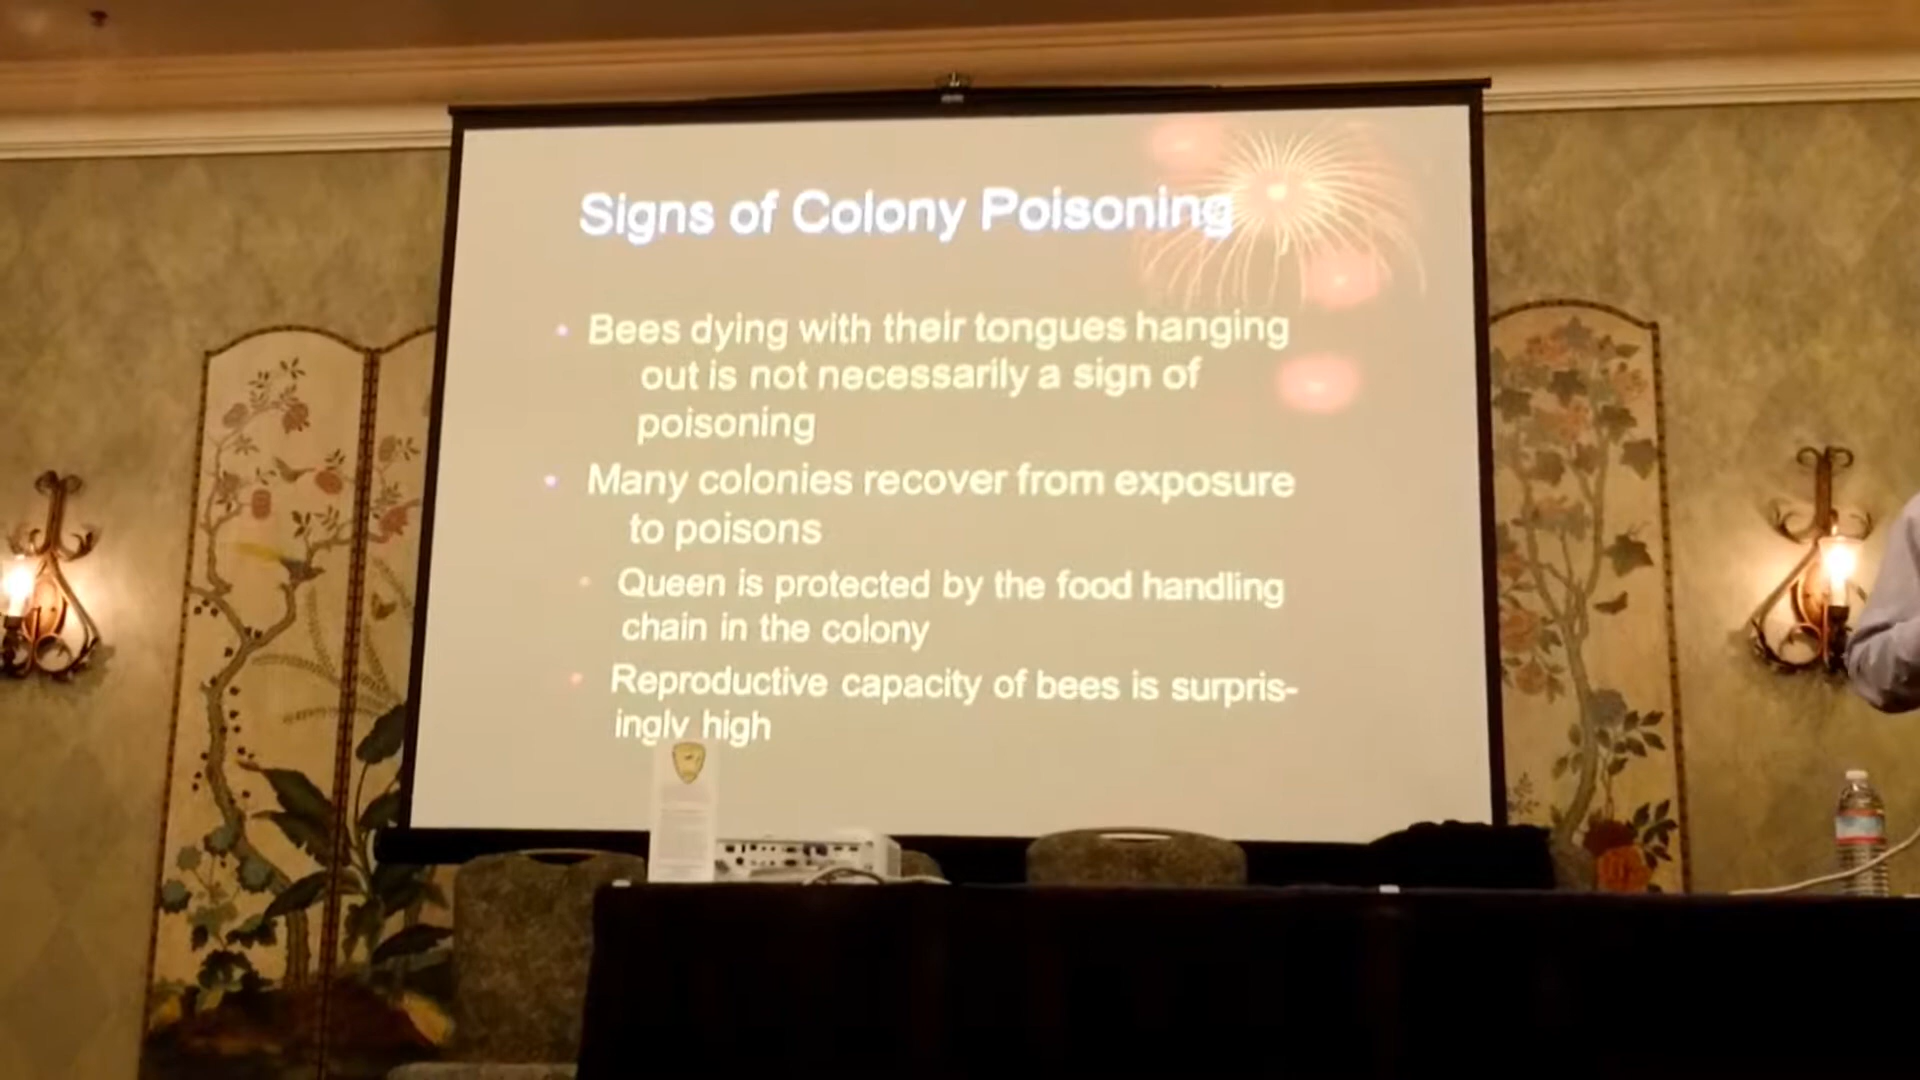 Signs of Colony Poisoning
• Bees dying with their tongues hanging
out is not necessarily a sign of
poisoning
• Many colonies recover from exposure
to poisons
• Queen is protected by the food handling
chain in the colony
• Reproductive capacity of bees is surpris-
ingly high